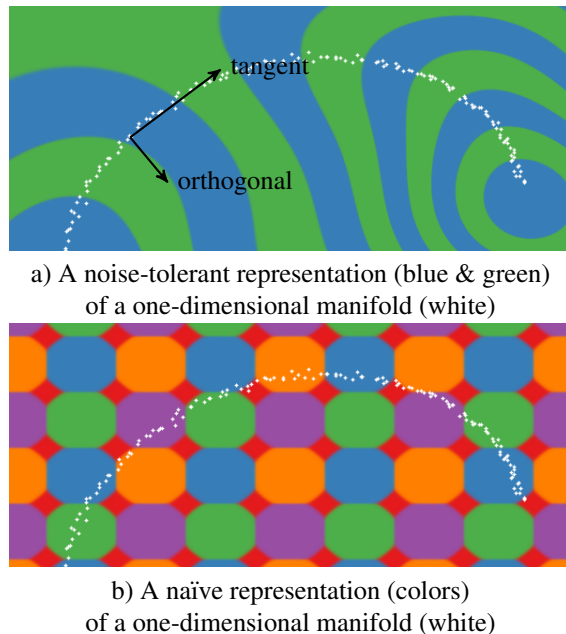 tangent
orthogonal
a) A noise-tolerant representation (blue & green)
of a one-dimensional manifold (white)
b) A naïve representation (colors)
of a one-dimensional manifold (white)